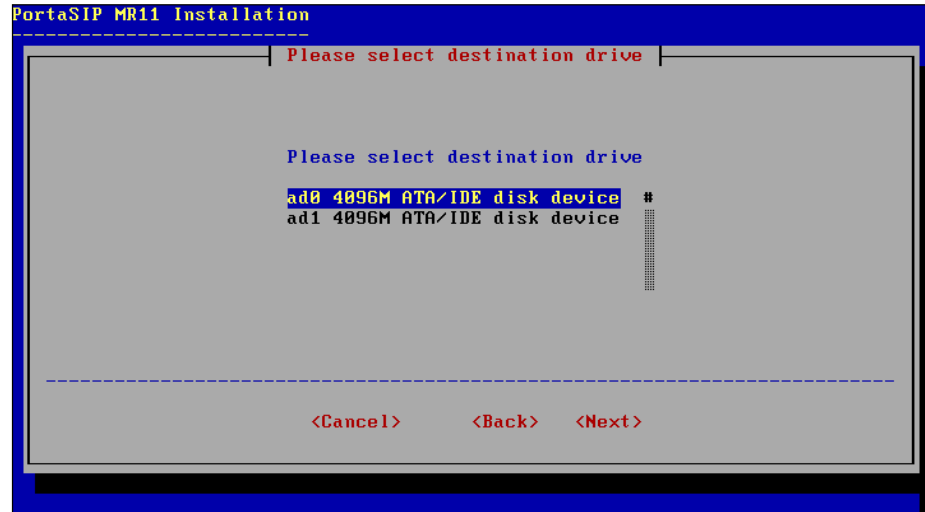 PortaSIP MR11 Installation
Please select destination drive
Please select destination drive
ad0 4096M ATA/IDE disk device #
ad1 4096M ATA/IDE disk device
<Cancel> <Back> <Next>